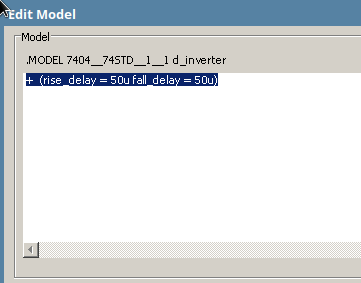 Edit Model
Model
.MODEL 7404__74STD__1__1 d_inverter
+ (rise_delay = 50u fall_delay = 50u)